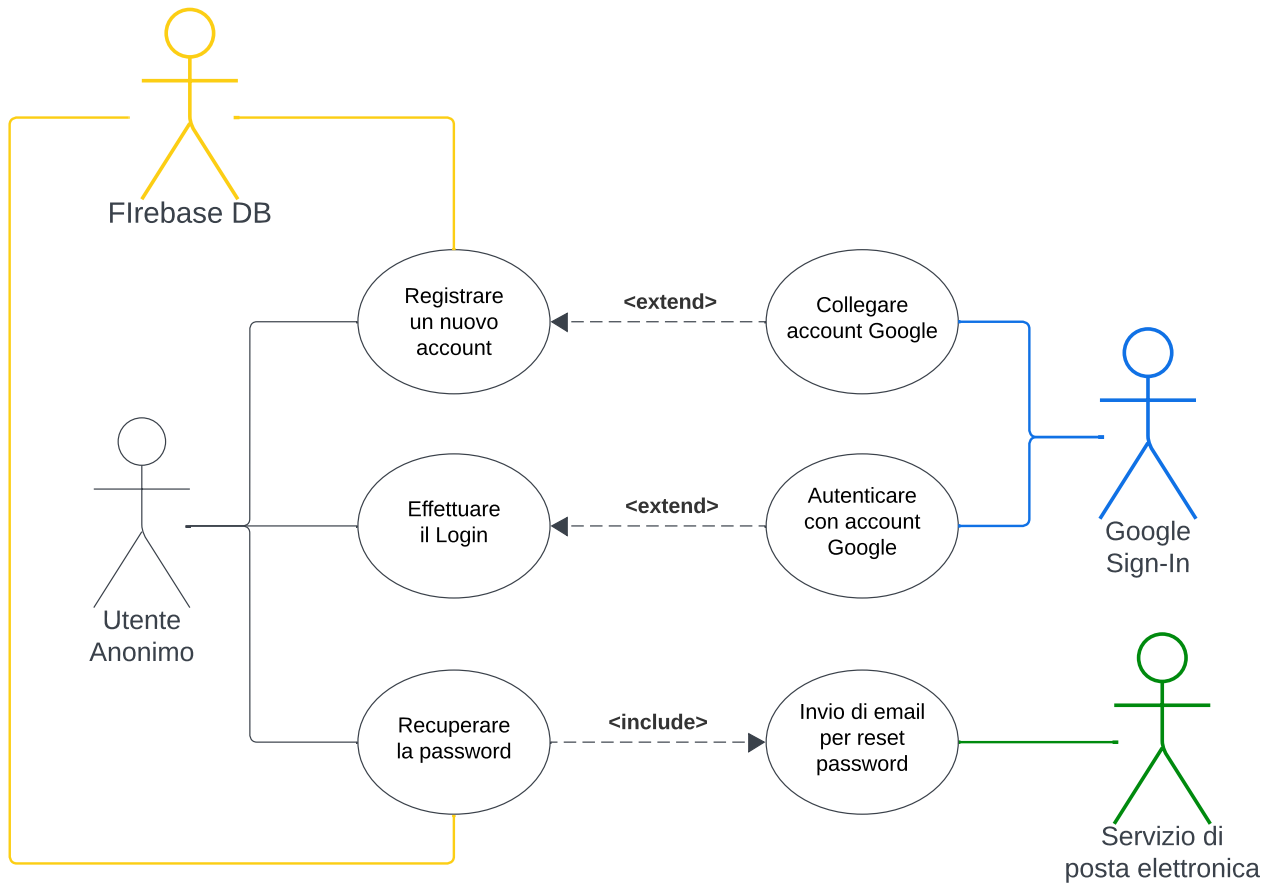 FIrebase DB
Registrare
un nuovo
account
<extend>
Collegare
account Google
Effettuare
il Login
<extend>
Autenticare
con account
Google
Google
Sign-In
Utente
Anonimo
Recuperare
la password
<include>
Invio di email
per reset
password
Servizio di
posta elettronica